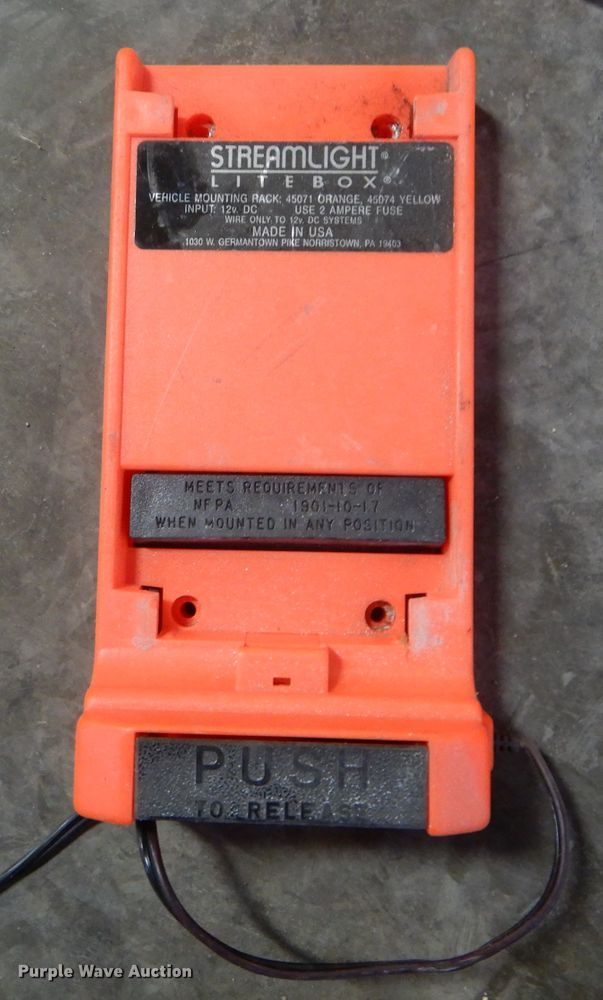 STREAMLIGHT®
LITEBOX®
VEHICLE MOUNTING RACK: 45071 ORANGE, 45074 YELLOW
INPUT: 12v. DC USE 2 AMPERE FUSE
WIRE ONLY TO 12v. DC SYSTEMS
MADE IN USA
1030 W. GERMANTOWN PIKE NORRISTOWN, PA 19403
MEETS REQUIREMENTS OF
NFPA 1901-10-17
WHEN MOUNTED IN ANY POSITION
PUSH
TO RELEASE
Purple Wave Auction